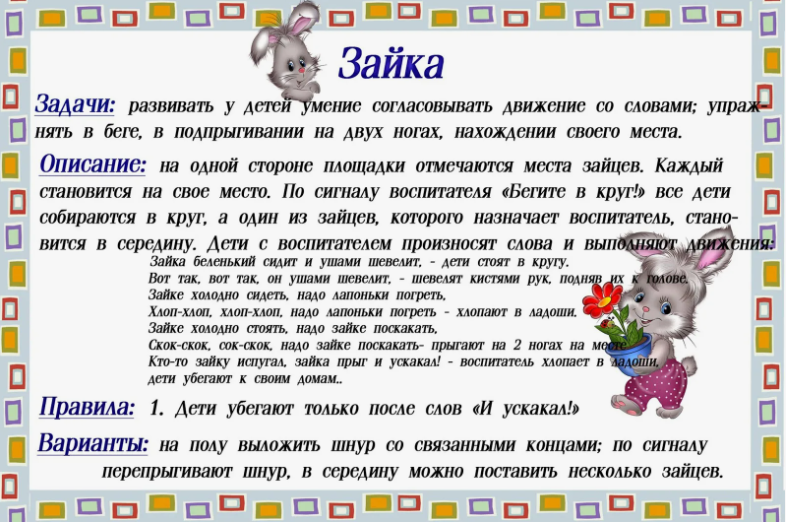 Зайка
Задачи: развивать у детей умение согласовывать движение со словами; упраж-
нять в беге, в подпрыгивании на двух ногах, нахождении своего места.
Описание: на одной стороне площадки отмечаются места зайцев. Каждый
становится на свое место. По сигналу воспитателя «Бегите в круг!» все дети
собираются в круг, а один из зайцев, которого назначает воспитатель, стано-
вится в середину. Дети с воспитателем произносят слова и выполняют движения:
Зайка беленький сидит и ушами шевелит, - дети стоят в кругу.
Вот так, вот так, он ушами шевелит, - шевелят кистями рук, подняв их к голове.
Зайке холодно сидеть, надо лапоньки погреть,
Хлоп-хлоп, хлоп-хлоп, надо лапоньки погреть - хлопают в ладоши.
Зайке холодно стоять, надо зайке поскакать,
Скок-скок, сок-скок, надо зайке поскакать- прыгают на 2 ногах на месте
Кто-то зайку испугал, зайка прыг и ускакал! - воспитатель хлопает в ладоши,
дети убегают к своим домам..
Правила: 1. Дети убегают только после слов «И ускакал!»
Варианты: на полу выложить шнур со связанными концами; по сигналу
перепрыгивают шнур, в середину можно поставить несколько зайцев.